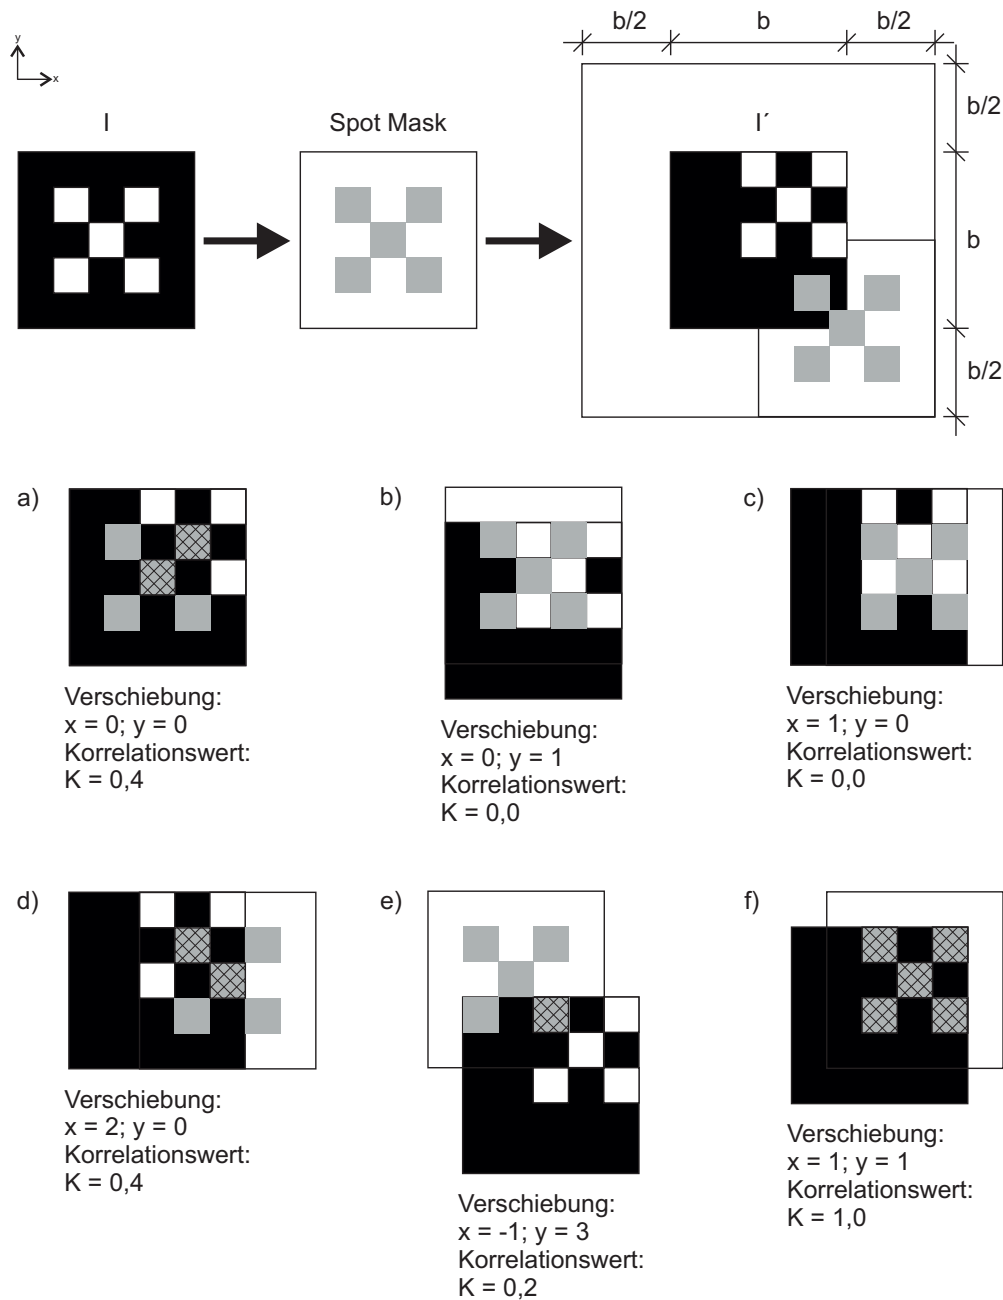 b/2 b b/2
y
x
I Spot Mask I´
b/2
b
b/2
a) b) c)
Verschiebung:
x = 0; y = 0
Korrelationswert:
K = 0,4
Verschiebung:
x = 0; y = 1
Korrelationswert:
K = 0,0
Verschiebung:
x = 1; y = 0
Korrelationswert:
K = 0,0
d) e) f)
Verschiebung:
x = 2; y = 0
Korrelationswert:
K = 0,4
Verschiebung:
x = -1; y = 3
Korrelationswert:
K = 0,2
Verschiebung:
x = 1; y = 1
Korrelationswert:
K = 1,0